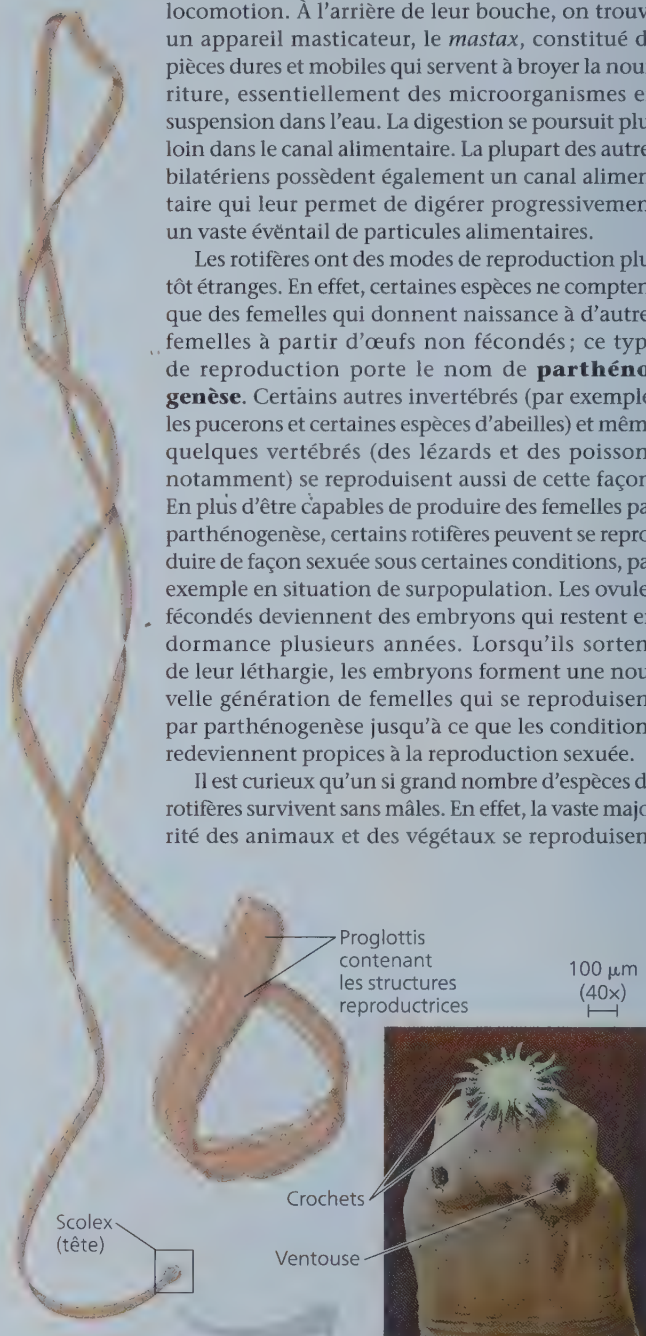 locomotion. À l'arrière de leur bouche, on trouv
un appareil masticateur, le mastax, constitué d
pièces dures et mobiles qui servent à broyer la nour
riture, essentiellement des microorganismes e
suspension dans l'eau. La digestion se poursuit plu
loin dans le canal alimentaire. La plupart des autre
bilatériens possèdent également un canal alimen
taire qui leur permet de digérer progressivemen
un vaste éventail de particules alimentaires.
Les rotifères ont des modes de reproduction plu
tôt étranges. En effet, certaines espèces ne compten
que des femelles qui donnent naissance à d'autre
femelles à partir d'œufs non fécondés ; ce typ
de reproduction porte le nom de parthéno
genèse. Certains autres invertébrés (par exemple
les pucerons et certaines espèces d'abeilles) et mêm
quelques vertébrés (des lézards et des poisson
notamment) se reproduisent aussi de cette façon
En plus d'être capables de produire des femelles pa
parthénogenèse, certains rotifères peuvent se repro
duire de façon sexuée sous certaines conditions, pa
exemple en situation de surpopulation. Les ovule
fécondés deviennent des embryons qui restent e
dormance plusieurs années. Lorsqu'ils sorten
de leur léthargie, les embryons forment une nou
velle génération de femelles qui se reproduisen
par parthénogenèse jusqu'à ce que les condition
redeviennent propices à la reproduction sexuée.
Il est curieux qu'un si grand nombre d'espèces d
rotifères survivent sans mâles. En effet, la vaste majo
rité des animaux et des végétaux se reproduisen
Proglottis
contenant
les structures
reproductrices
100 µm
(40x)
Crochets
Ventouse
Scolex
(tête)